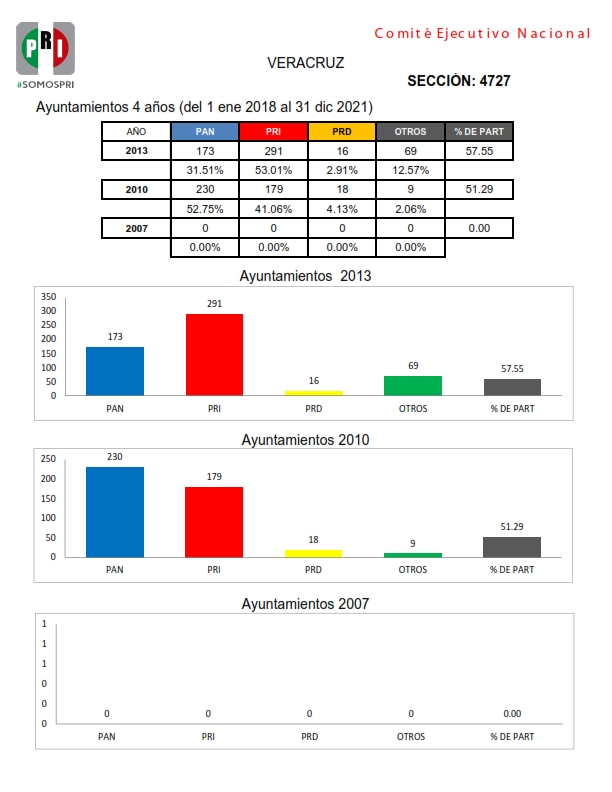 PRI
#SOMOSPRI
Comité Ejecutivo Nacional
VERACRUZ
SECCIÓN: 4727
Ayuntamientos 4 años (del 1 ene 2018 al 31 dic 2021)
AÑO PAN PRI PRD OTROS % DE PART
2013 173 291 16 69 57.55
31.51% 53.01% 2.91% 12.57%
2010 230 179 18 9 51.29
52.75% 41.06% 4.13% 2.06%
2007 0 0 0 0 0.00
0.00% 0.00% 0.00% 0.00%
Ayuntamientos 2013
350
300
250
200
150
100
50
0
173 291 16 69 57.55
PAN PRI PRD OTROS % DE PART
Ayuntamientos 2010
250
200
150
100
50
0
230 179 18 9 51.29
PAN PRI PRD OTROS % DE PART
Ayuntamientos 2007
1
1
1
0
0
0
0 0 0 0 0.00
PAN PRI PRD OTROS % DE PART